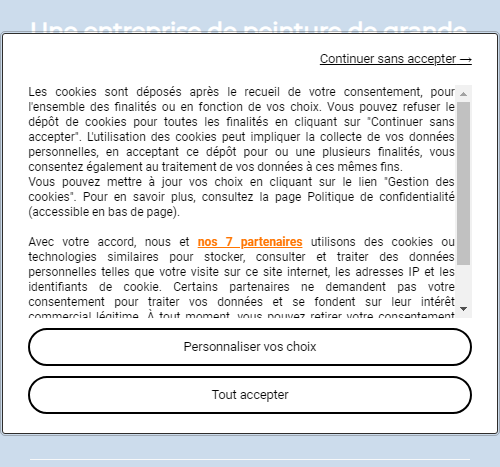 Une entreprise de peinture de grande
Continuer sans accepter →
Les cookies sont déposés après le recueil de votre consentement, pour
l'ensemble des finalités ou en fonction de vos choix. Vous pouvez refuser le
dépôt de cookies pour toutes les finalités en cliquant sur "Continuer sans
accepter". L'utilisation des cookies peut impliquer la collecte de vos données
personnelles, en acceptant ce dépôt pour une ou plusieurs finalités, vous
consentez également au traitement de vos données à ces mêmes fins.
Vous pouvez mettre à jour vos choix en cliquant sur le lien "Gestion des
cookies". Pour en savoir plus, consultez la page Politique de confidentialité
(accessible en bas de page).
Avec votre accord, nous et nos 7 partenaires utilisons des cookies ou
technologies similaires pour stocker, consulter et traiter des données
personnelles telles que votre visite sur ce site internet, les adresses IP et les
identifiants de cookie. Certains partenaires ne demandent pas votre
consentement pour traiter vos données et se fondent sur leur intérêt
commercial légitime. À tout moment, vous pouvez retirer votre consentement
Personnaliser vos choix
Tout accepter